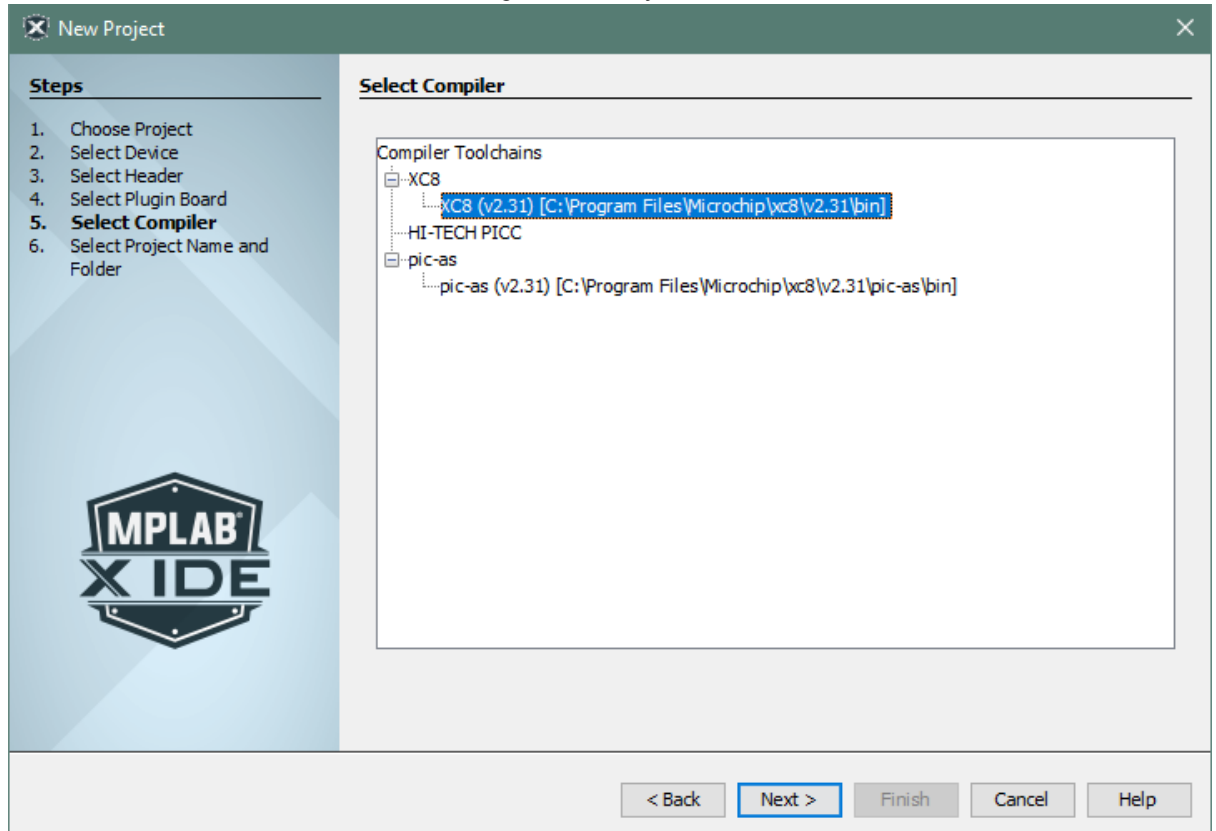 New Project
Steps
1. Choose Project
2. Select Device
3. Select Header
4. Select Plugin Board
5. Select Compiler
6. Select Project Name and
Folder
MPLAB®
X IDE
Select Compiler
Compiler Toolchains
XC8
XC8 (v2.31) [C:\Program Files\Microchip\xc8\v2.31\bin]
HI-TECH PICC
pic-as
pic-as (v2.31) [C:\Program Files\Microchip\xc8\v2.31\pic-as\bin]
< Back
Next >
Finish
Cancel
Help